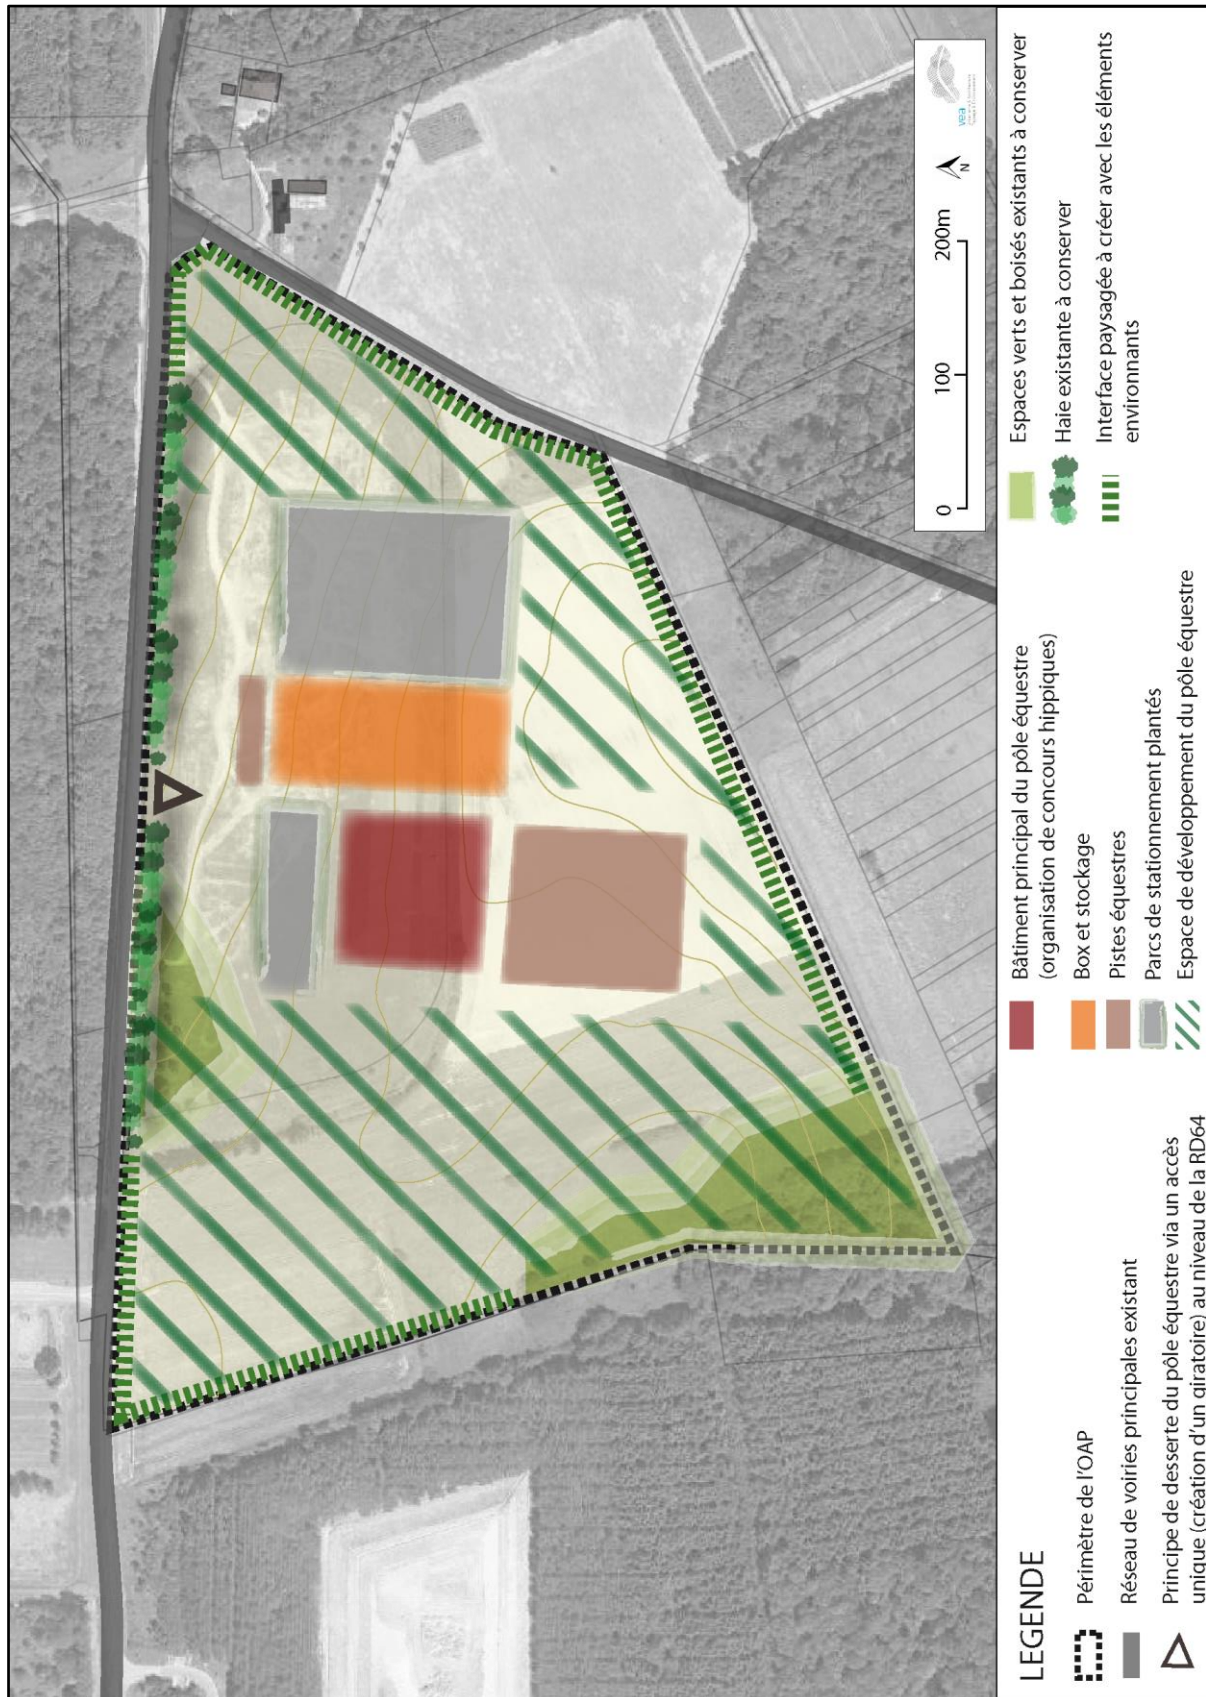 0 100 200m
N
vea
LEGENDE
Périmètre de l'OAP
Réseau de voiries principales existant
Principe de desserte du pôle équestre via un accès
unique (création d'un giratoire) au niveau de la RD64
Bâtiment principal du pôle équestre
(organisation de concours hippiques)
Box et stockage
Pistes équestres
Parcs de stationnement plantés
Espace de développement du pôle équestre
Espaces verts et boisés existants à conserver
Haie existante à conserver
Interface paysagée à créer avec les éléments
environnants